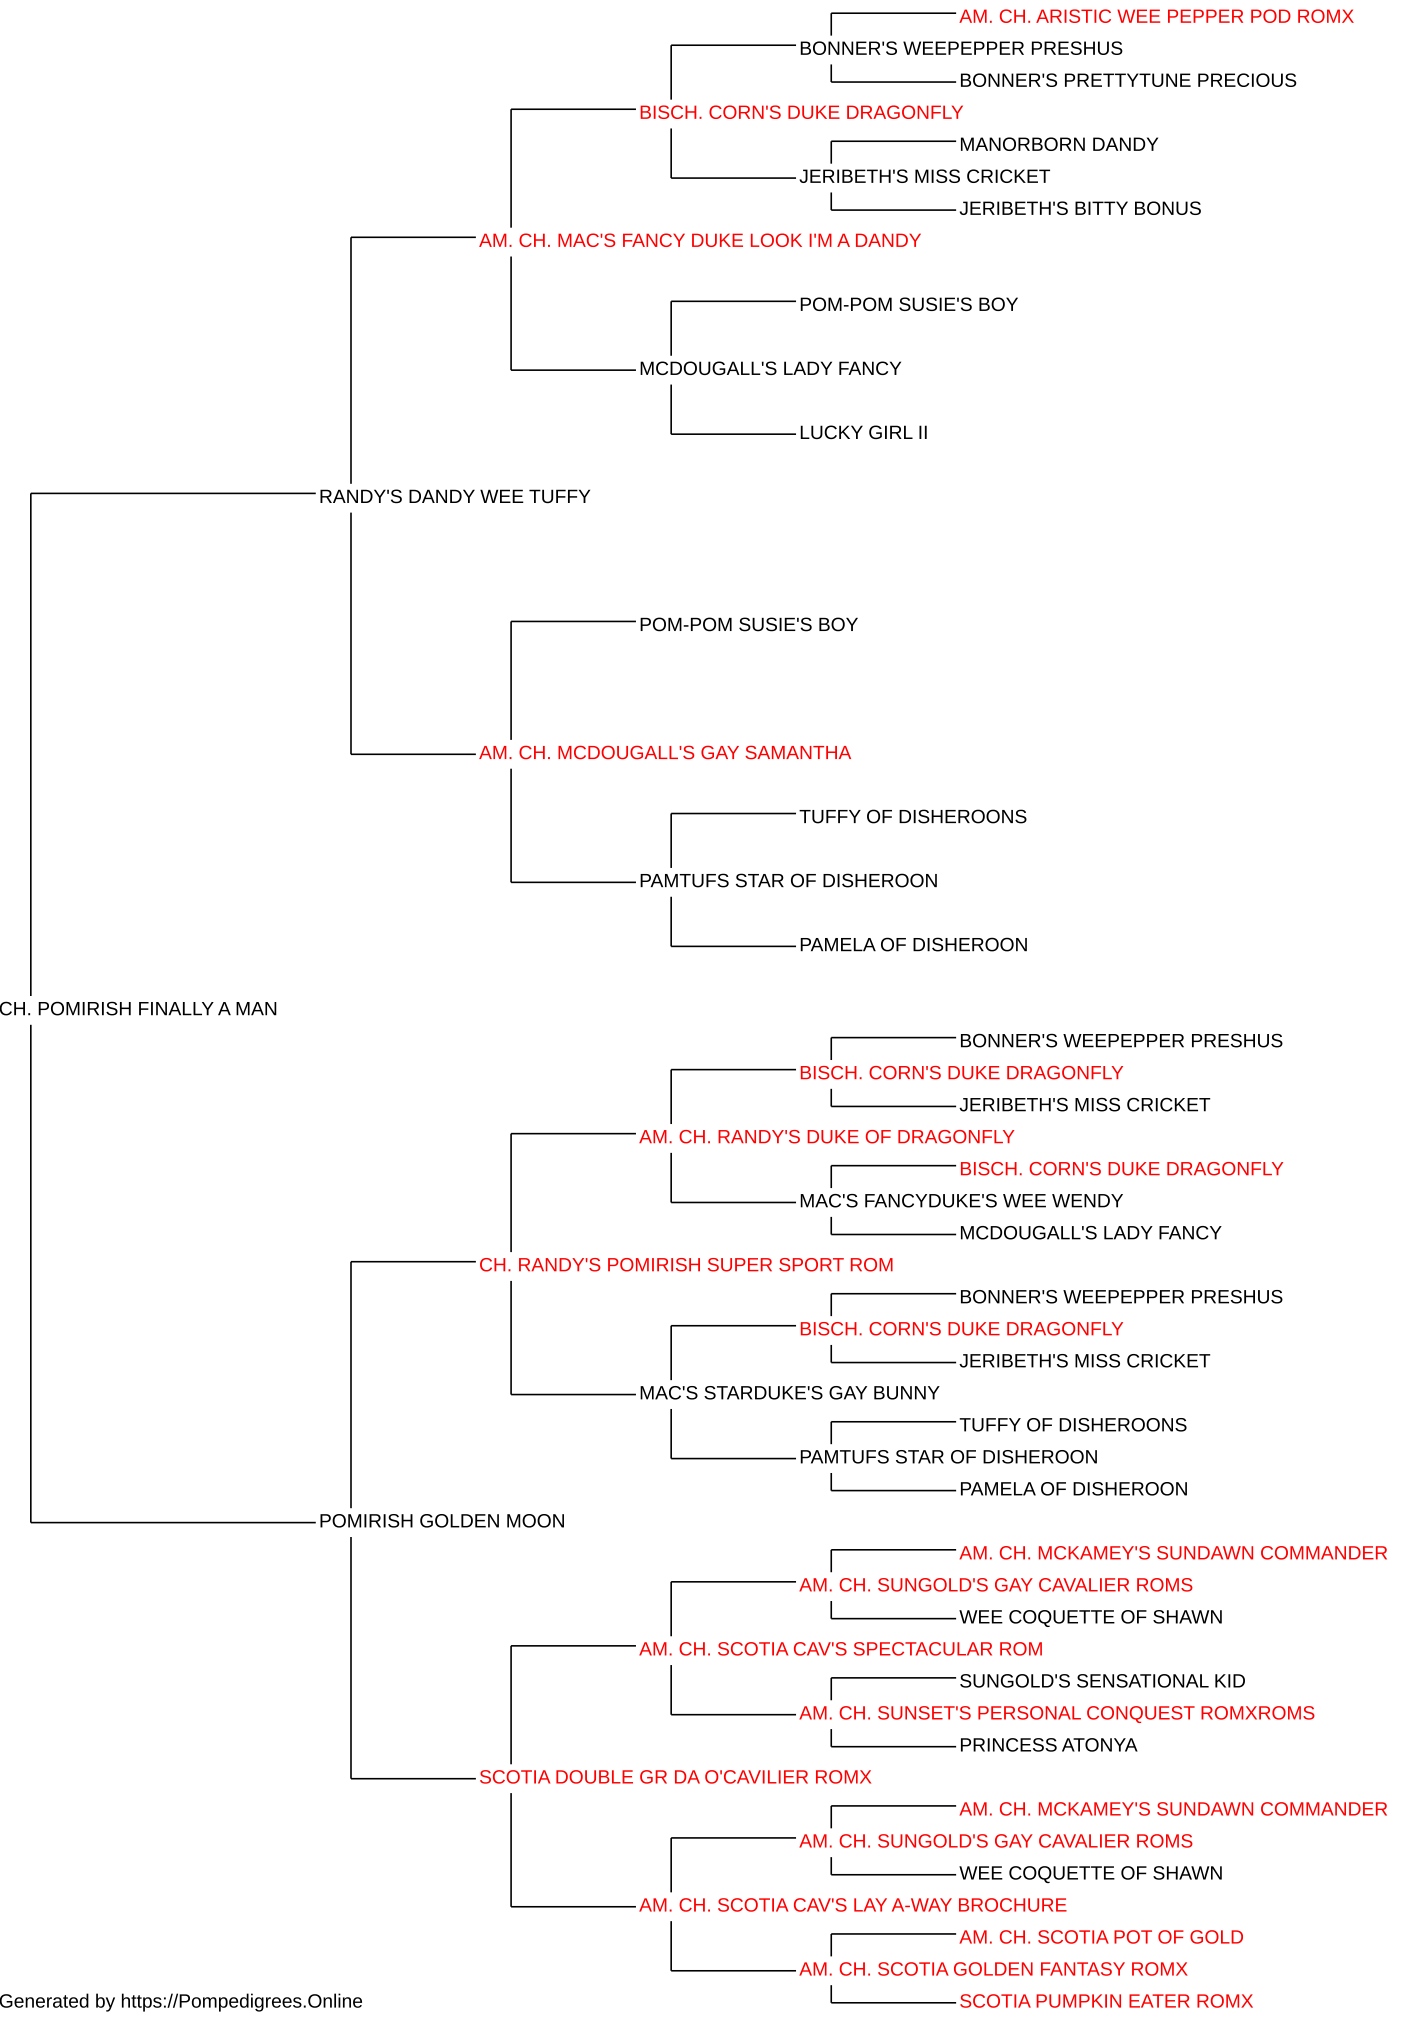 AM. CH. ARISTIC WEE PEPPER POD ROMX
BONNER'S WEEPEPPER PRESHUS
BONNER'S PRETTYTUNE PRECIOUS
BISCH. CORN'S DUKE DRAGONFLY
MANORBORN DANDY
JERIBETH'S MISS CRICKET
JERIBETH'S BITTY BONUS
AM. CH. MAC'S FANCY DUKE LOOK I'M A DANDY
POM-POM SUSIE'S BOY
MCDOUGALL'S LADY FANCY
LUCKY GIRL II
RANDY'S DANDY WEE TUFFY
POM-POM SUSIE'S BOY
AM. CH. MCDOUGALL'S GAY SAMANTHA
TUFFY OF DISHEROONS
PAMTUFS STAR OF DISHEROON
PAMELA OF DISHEROON
CH. POMIRISH FINALLY A MAN
BONNER'S WEEPEPPER PRESHUS
BISCH. CORN'S DUKE DRAGONFLY
JERIBETH'S MISS CRICKET
AM. CH. RANDY'S DUKE OF DRAGONFLY
BISCH. CORN'S DUKE DRAGONFLY
MAC'S FANCYDUKE'S WEE WENDY
MCDOUGALL'S LADY FANCY
CH. RANDY'S POMIRISH SUPER SPORT ROM
BONNER'S WEEPEPPER PRESHUS
BISCH. CORN'S DUKE DRAGONFLY
JERIBETH'S MISS CRICKET
MAC'S STARDUKE'S GAY BUNNY
TUFFY OF DISHEROONS
PAMTUFS STAR OF DISHEROON
PAMELA OF DISHEROON
POMIRISH GOLDEN MOON
AM. CH. MCKAMEY'S SUNDAWN COMMANDER
AM. CH. SUNGOLD'S GAY CAVALIER ROMS
WEE COQUETTE OF SHAWN
AM. CH. SCOTIA CAV'S SPECTACULAR ROM
SUNGOLD'S SENSATIONAL KID
AM. CH. SUNSET'S PERSONAL CONQUEST ROMXROMS
PRINCESS ATONYA
SCOTIA DOUBLE GR DA O'CAVILIER ROMX
AM. CH. MCKAMEY'S SUNDAWN COMMANDER
AM. CH. SUNGOLD'S GAY CAVALIER ROMS
WEE COQUETTE OF SHAWN
AM. CH. SCOTIA CAV'S LAY A-WAY BROCHURE
AM. CH. SCOTIA POT OF GOLD
AM. CH. SCOTIA GOLDEN FANTASY ROMX
SCOTIA PUMPKIN EATER ROMX
Generated by https://Pompedigrees.Online